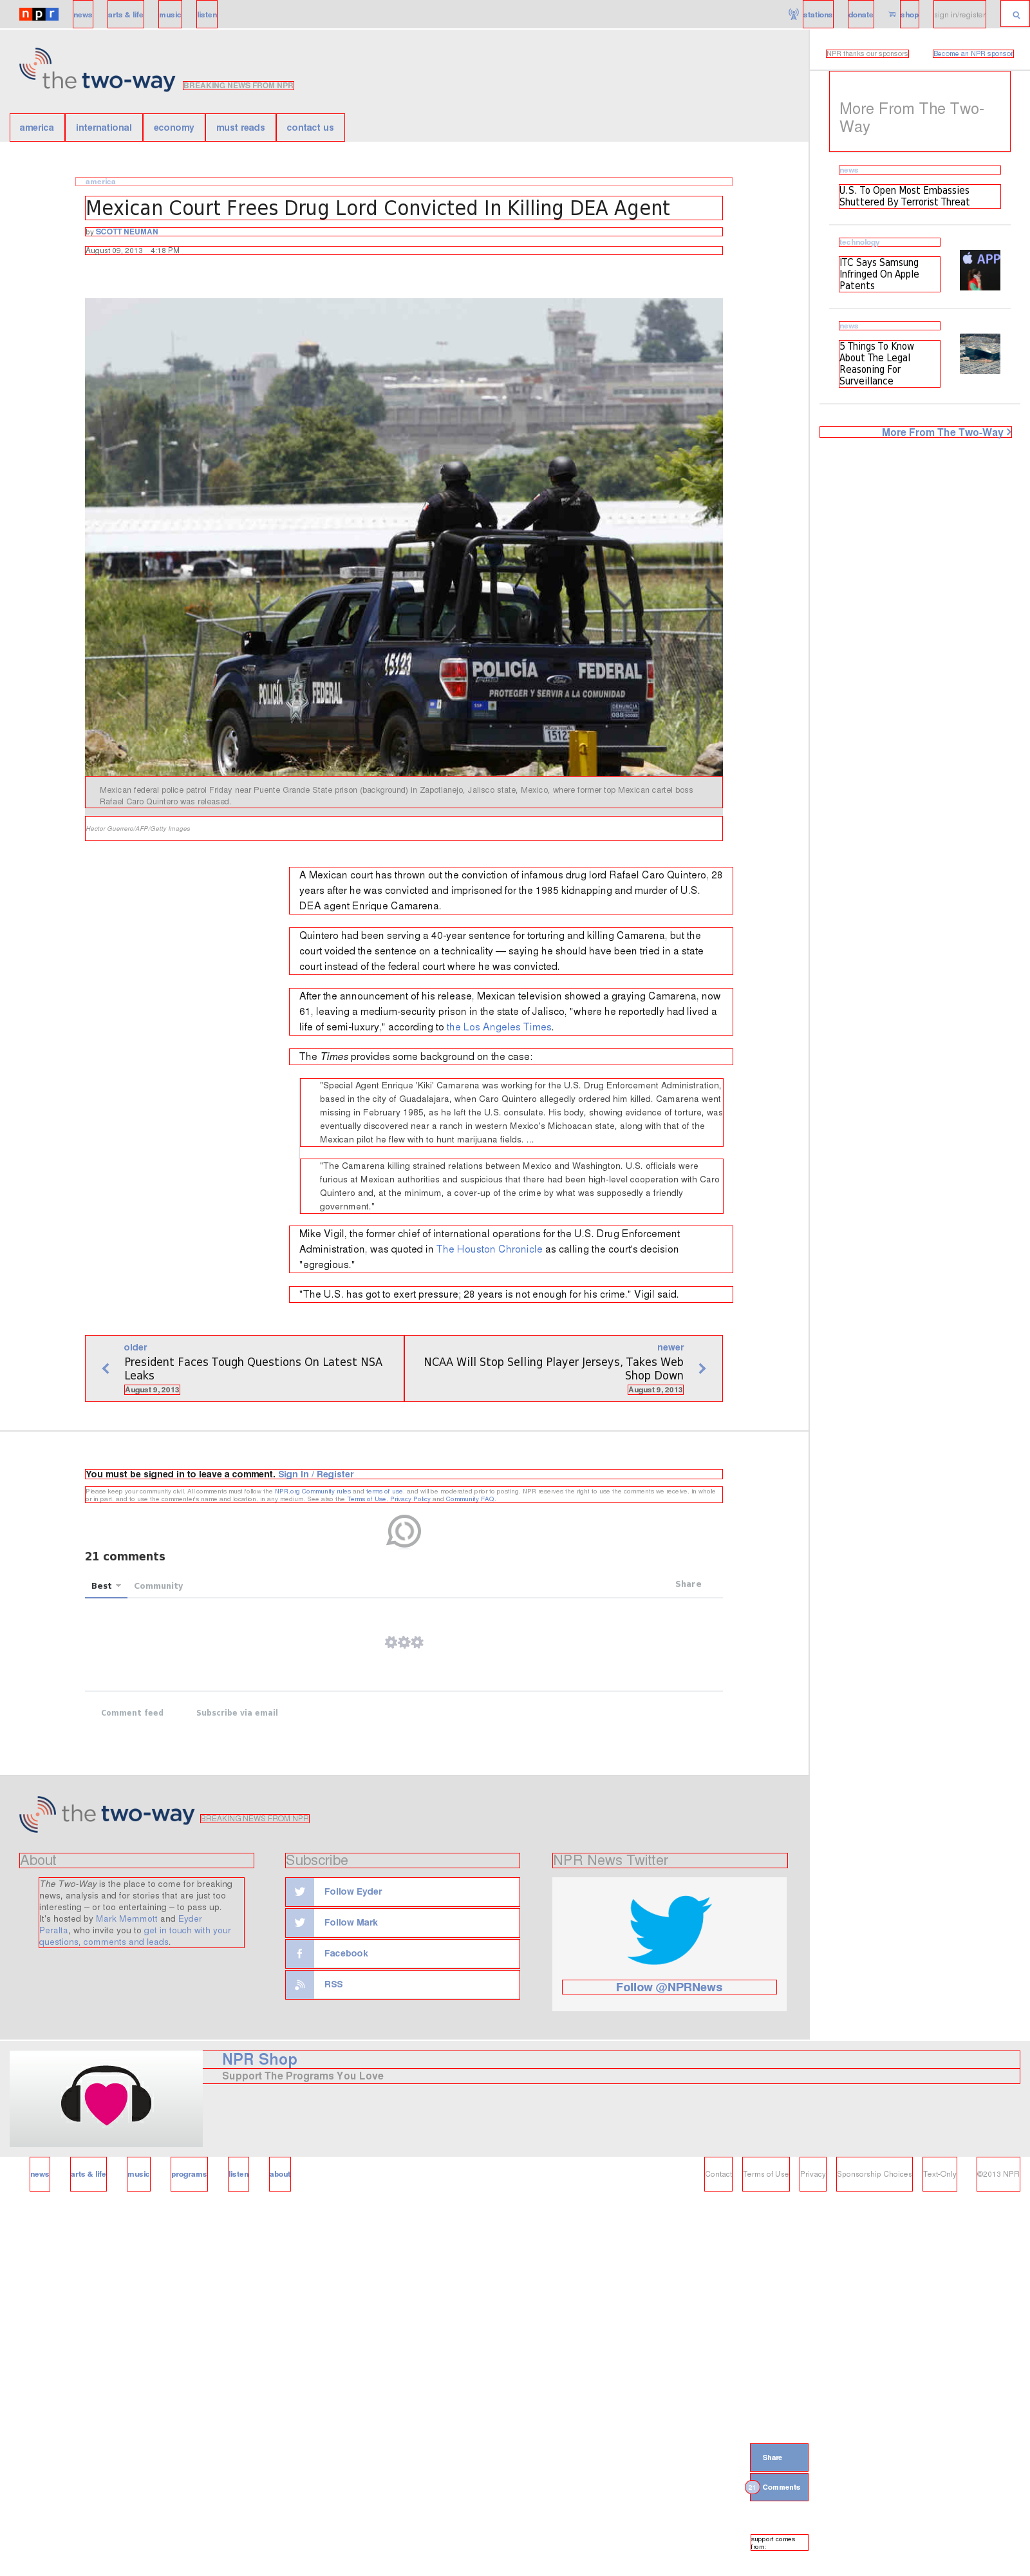 npr
news
arts & life
music
listen
stations
donate
shop
sign in/register
the two-way
BREAKING NEWS FROM NPR
america
international
economy
must reads
contact us
NPR thanks our sponsors
Become an NPR sponsor
america
Mexican Court Frees Drug Lord Convicted In Killing DEA Agent
by SCOTT NEUMAN
August 09, 2013 4:18 PM
15123
POLICÍA FEDERAL
POLICÍA FEDERAL
PROTEGER Y SERVIR A LA COMUNIDAD
DENUNCIA
088
15123
Mexican federal police patrol Friday near Puente Grande State prison (background) in Zapotlanejo, Jalisco state, Mexico, where former top Mexican cartel boss
Rafael Caro Quintero was released.
Hector Guerrero/AFP/Getty Images
A Mexican court has thrown out the conviction of infamous drug lord Rafael Caro Quintero, 28
years after he was convicted and imprisoned for the 1985 kidnapping and murder of U.S.
DEA agent Enrique Camarena.
Quintero had been serving a 40-year sentence for torturing and killing Camarena, but the
court voided the sentence on a technicality — saying he should have been tried in a state
court instead of the federal court where he was convicted.
After the announcement of his release, Mexican television showed a graying Camarena, now
61, leaving a medium-security prison in the state of Jalisco, "where he reportedly had lived a
life of semi-luxury," according to the Los Angeles Times.
The Times provides some background on the case:
"Special Agent Enrique 'Kiki' Camarena was working for the U.S. Drug Enforcement Administration,
based in the city of Guadalajara, when Caro Quintero allegedly ordered him killed. Camarena went
missing in February 1985, as he left the U.S. consulate. His body, showing evidence of torture, was
eventually discovered near a ranch in western Mexico's Michoacan state, along with that of the
Mexican pilot he flew with to hunt marijuana fields. ...
"The Camarena killing strained relations between Mexico and Washington. U.S. officials were
furious at Mexican authorities and suspicious that there had been high-level cooperation with Caro
Quintero and, at the minimum, a cover-up of the crime by what was supposedly a friendly
government."
Mike Vigil, the former chief of international operations for the U.S. Drug Enforcement
Administration, was quoted in The Houston Chronicle as calling the court's decision
"egregious."
"The U.S. has got to exert pressure; 28 years is not enough for his crime." Vigil said.
older
President Faces Tough Questions On Latest NSA
Leaks
August 9, 2013
newer
NCAA Will Stop Selling Player Jerseys, Takes Web
Shop Down
August 9, 2013
More From The Two-
Way
news
U.S. To Open Most Embassies
Shuttered By Terrorist Threat
technology
ITC Says Samsung
Infringed On Apple
Patents
APP
news
5 Things To Know
About The Legal
Reasoning For
Surveillance
More From The Two-Way
You must be signed in to leave a comment. Sign In / Register
Please keep your community civil. All comments must follow the NPR.org Community rules and terms of use, and will be moderated prior to posting. NPR reserves the right to use the comments we receive, in whole
or in part, and to use the commenter's name and location, in any medium. See also the Terms of Use, Privacy Policy and Community FAQ.
21 comments
Best
Community
Share
Comment feed
Subscribe via email
the two-way
BREAKING NEWS FROM NPR
About
The Two-Way is the place to come for breaking
news, analysis and for stories that are just too
interesting – or too entertaining – to pass up.
It's hosted by Mark Memmott and Eyder
Peralta, who invite you to get in touch with your
questions, comments and leads.
Subscribe
Follow Eyder
Follow Mark
Facebook
RSS
NPR News Twitter
Follow @NPRNews
NPR Shop
Support The Programs You Love
news
arts & life
music
programs
listen
about
Contact
Terms of Use
Privacy
Sponsorship Choices
Text-Only
©2013 NPR
Share
21
Comments
support comes
from: